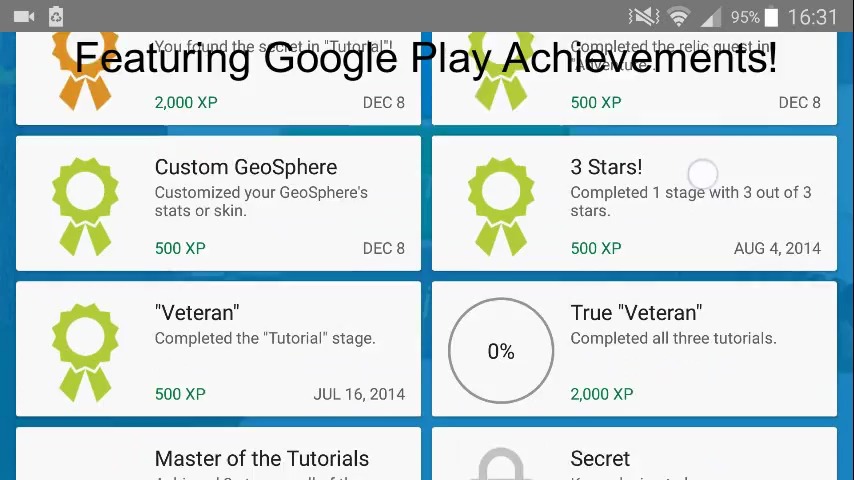 95% 16:31
Featuring Google Play Achievements!
You found the secret in "Tutorial"!
2,000 XP DEC 8
Completed the relic quest in
"Adventure".
500 XP DEC 8
Custom GeoSphere
Customized your GeoSphere's
stats or skin.
500 XP DEC 8
3 Stars!
Completed 1 stage with 3 out of 3
stars.
500 XP AUG 4, 2014
"Veteran"
Completed the "Tutorial" stage.
500 XP JUL 16, 2014
0%
True "Veteran"
Completed all three tutorials.
2,000 XP
Master of the Tutorials
Secret